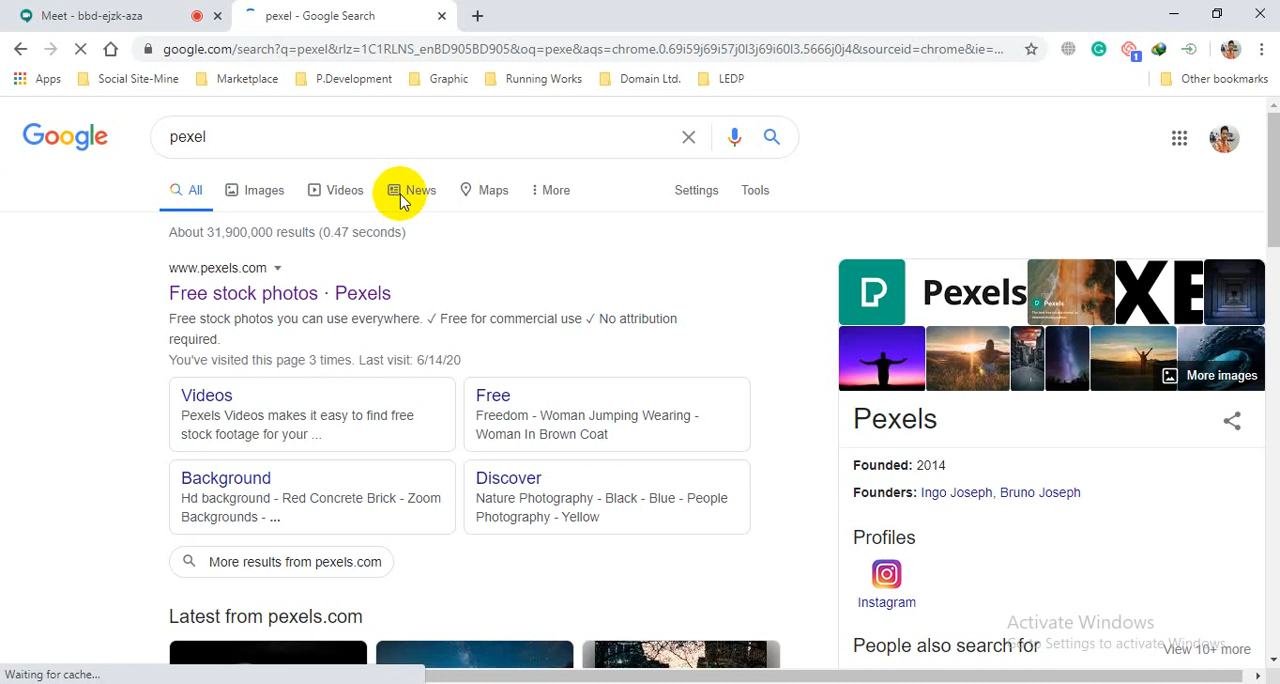 Meet - bbd-ejzk-aza
pexel - Google Search
google.com/search?q=pexel&rlz=1C1RLNS_enBD905BD905&oq=pexe&aqs=chrome.0.69i59j69i57j0l3j69i60l3.5666j0j4&sourceid=chrome&ie=...
1
Apps
Social Site-Mine
Marketplace
P.Development
Graphic
Running Works
Domain Ltd.
LEDP
Other bookmarks
Google
pexel
All
Images
Videos
News
Maps
More
Settings
Tools
About 31,900,000 results (0.47 seconds)
www.pexels.com
Free stock photos · Pexels
Free stock photos you can use everywhere. ✓ Free for commercial use ✓ No attribution
required.
You've visited this page 3 times. Last visit: 6/14/20
Videos
Pexels Videos makes it easy to find free
stock footage for your ...
Free
Freedom - Woman Jumping Wearing -
Woman In Brown Coat
Background
Hd background - Red Concrete Brick - Zoom
Backgrounds - ...
Discover
Nature Photography - Black - Blue - People
Photography - Yellow
More results from pexels.com
Latest from pexels.com
Pexels
More images
Pexels
Founded: 2014
Founders: Ingo Joseph, Bruno Joseph
Profiles
Instagram
People also search for
View 10+ more
Activate Windows
Go to Settings to activate Windows.
Waiting for cache...